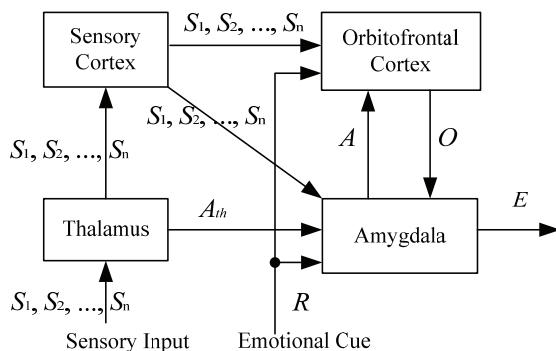 Sensory
Cortex
S1, S2, ..., Sn
Orbitofrontal
Cortex
S1, S2, ..., Sn
S1, S2, ..., Sn
A
O
Thalamus
Ath
Amygdala
E
S1, S2, ..., Sn
R
Sensory Input
Emotional Cue